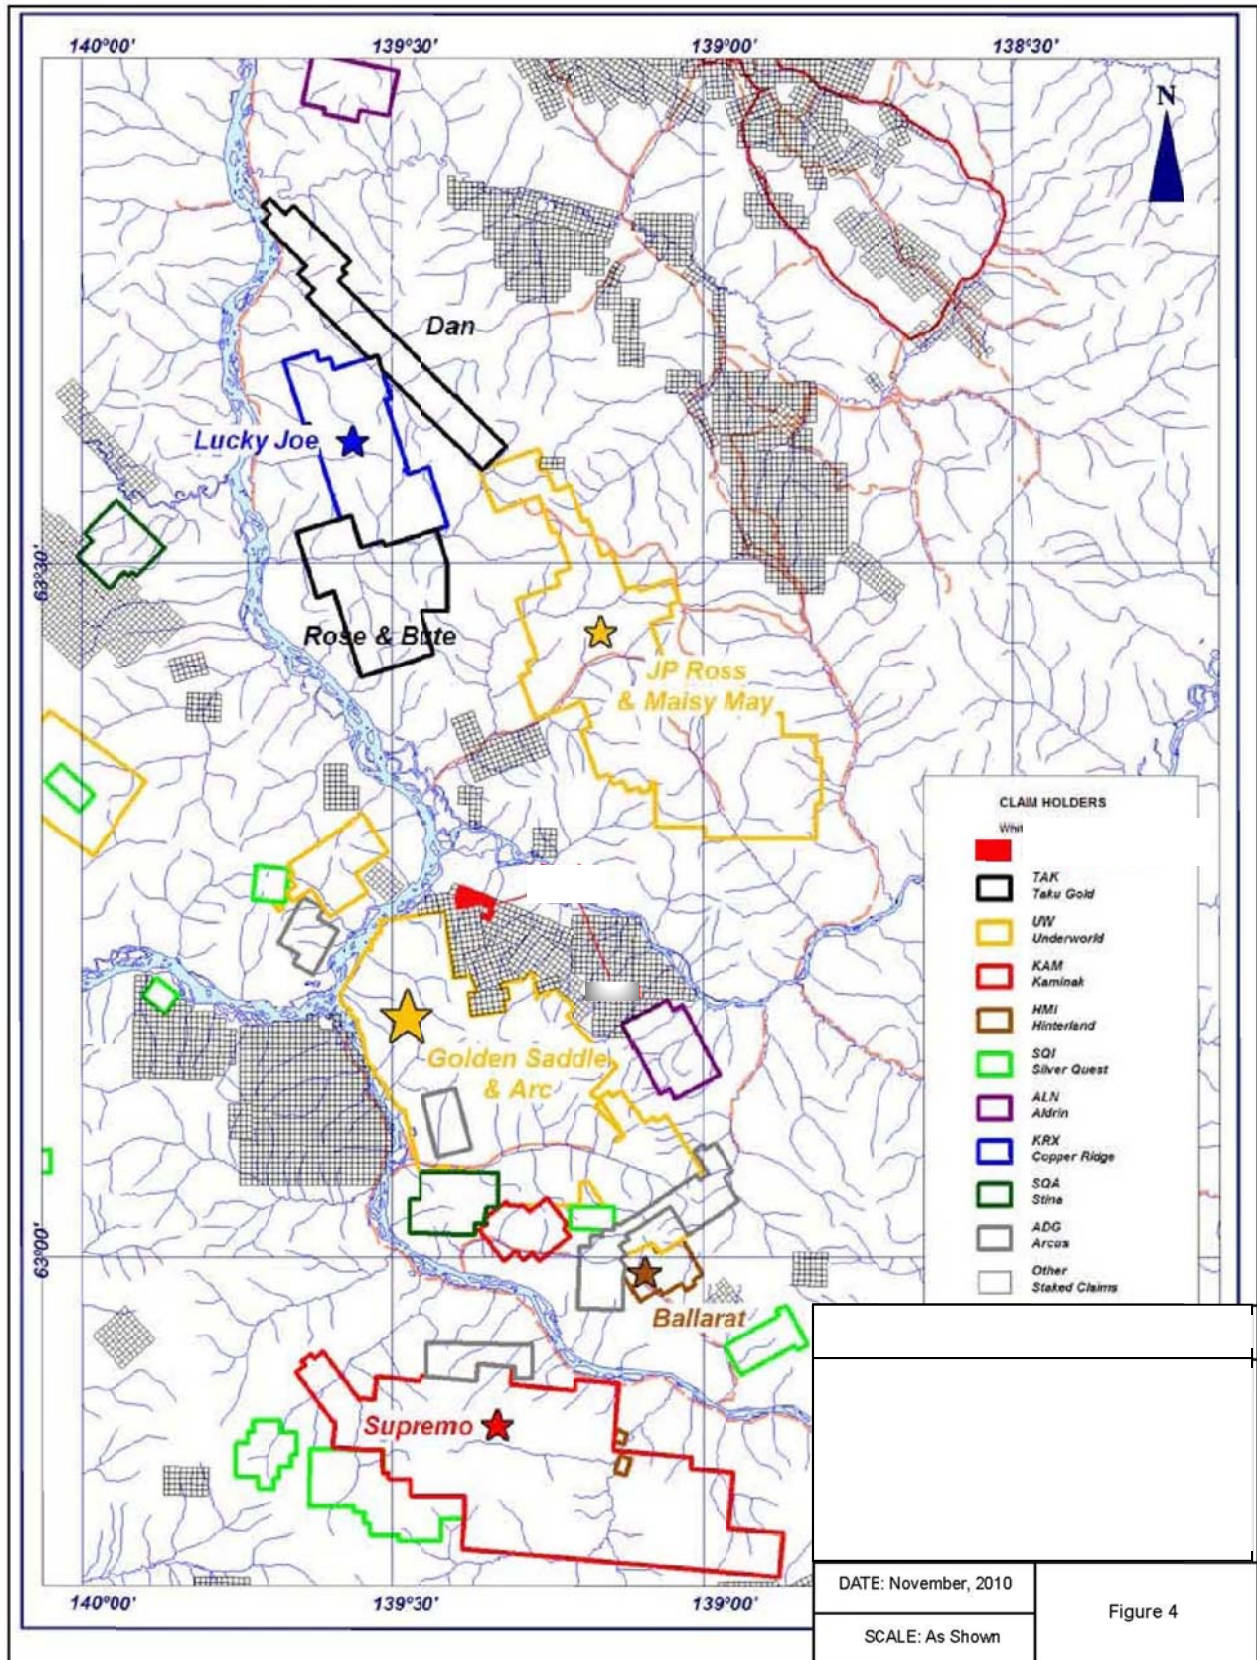 140°00' 139°30' 139°00' 138°30'
N
Dan
Lucky Joe
63°30'
Rose & Bute
JP Ross
& Maisy May
CLAIM HOLDERS
TAK
Taku Gold
UW
Underworld
KAM
Kaminak
HMI
Hinterland
SQI
Silver Quest
ALN
Aldrin
KRX
Copper Ridge
SQA
Stina
ADG
Arcus
Other
Staked Claims
Golden Saddle
& Arc
63°00'
Ballarat
Supremo
140°00' 139°30' 139°00'
DATE: November, 2010
SCALE: As Shown
Figure 4